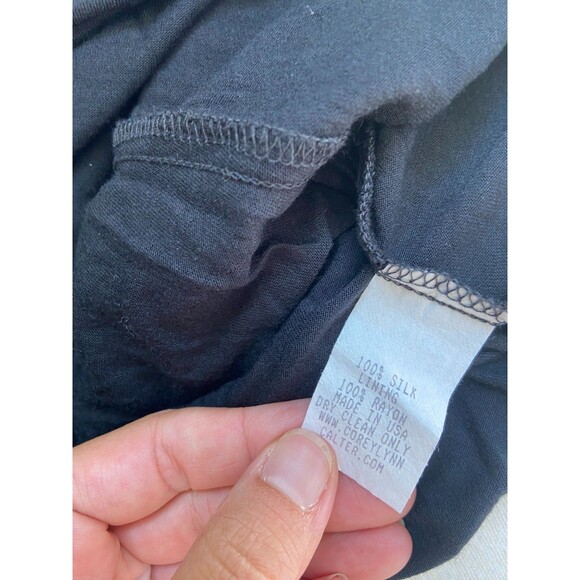 100% SILK
LINING
100% RAYON
MADE IN USA
DRY CLEAN ONLY
WWW.COREYLYNN
CALTER.COM